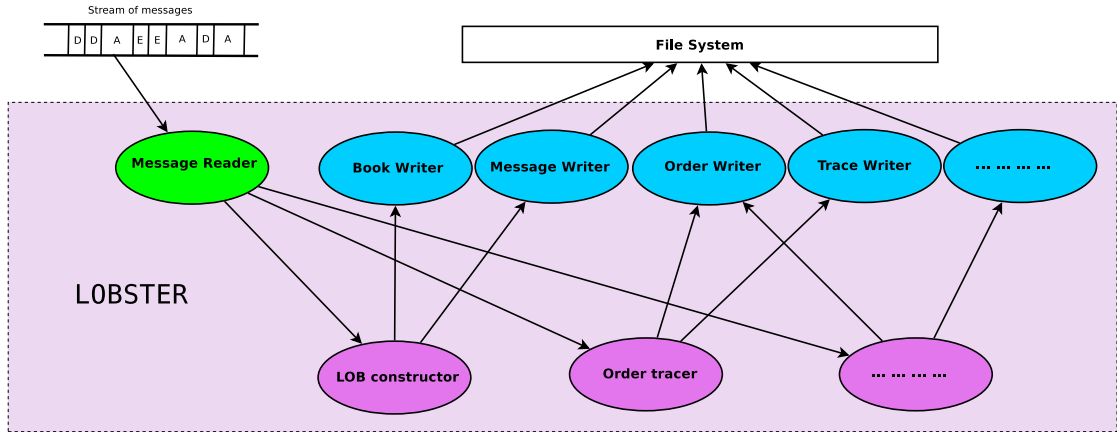 Stream of messages
D D A E E A D A
File System
Message Reader
Book Writer
Message Writer
Order Writer
Trace Writer
... ... ... ...
LOBSTER
LOB constructor
Order tracer
... ... ... ...